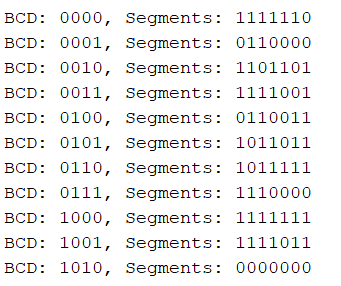 BCD: 0000, Segments: 1111110
BCD: 0001, Segments: 0110000
BCD: 0010, Segments: 1101101
BCD: 0011, Segments: 1111001
BCD: 0100, Segments: 0110011
BCD: 0101, Segments: 1011011
BCD: 0110, Segments: 1011111
BCD: 0111, Segments: 1110000
BCD: 1000, Segments: 1111111
BCD: 1001, Segments: 1111011
BCD: 1010, Segments: 0000000